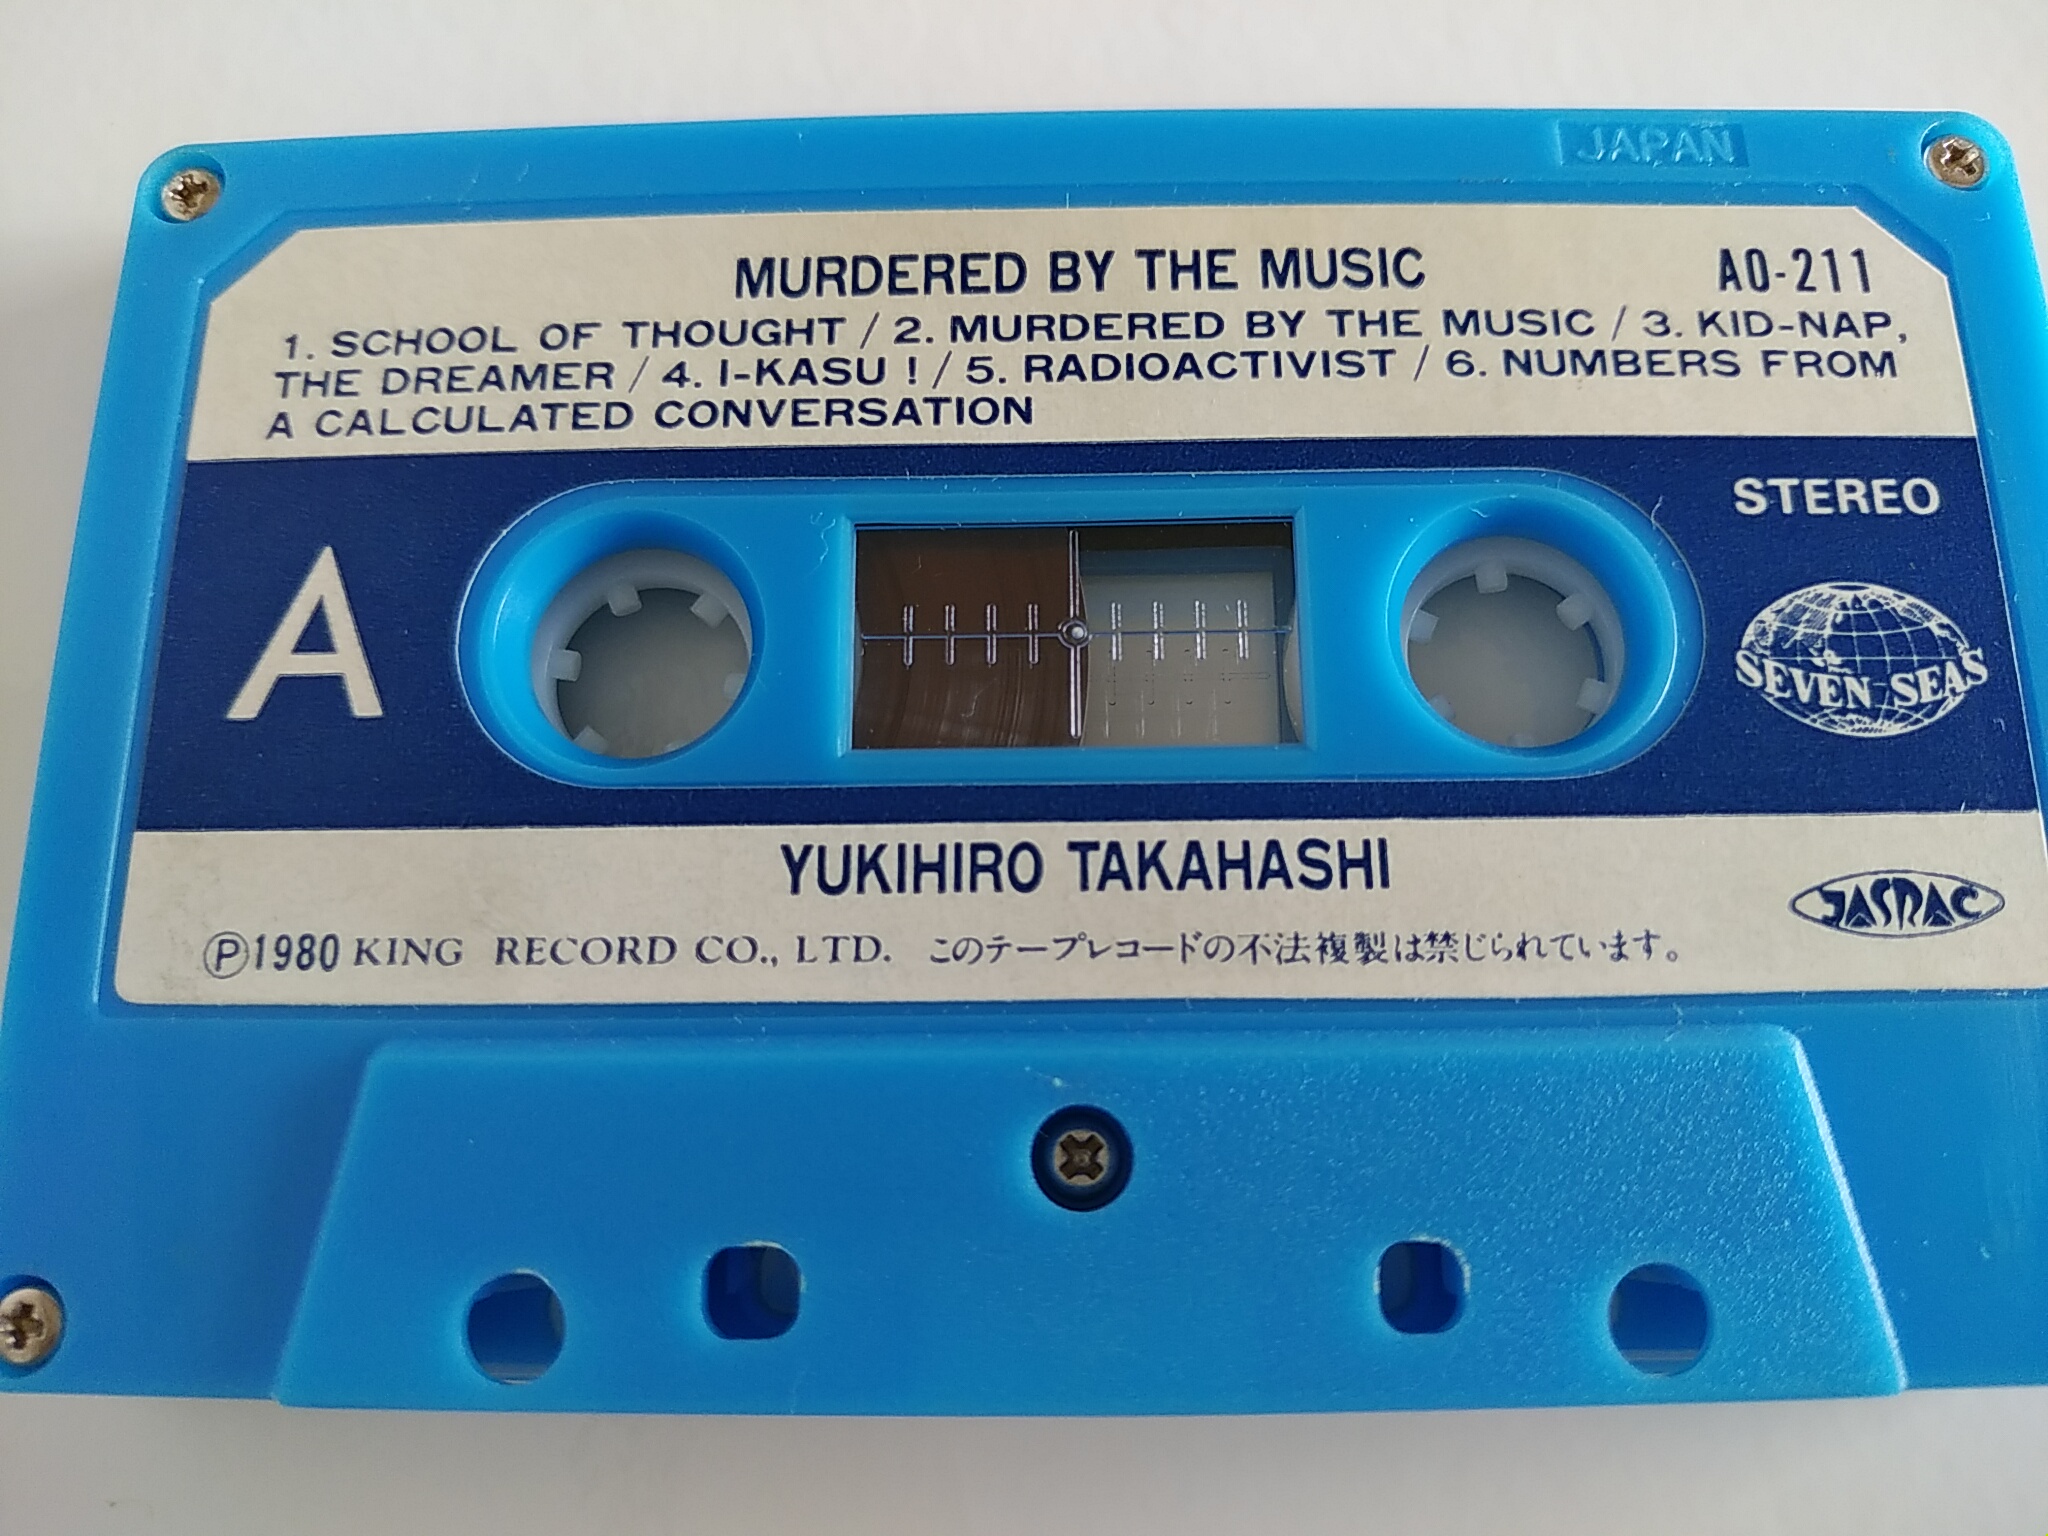 JAPAN
MURDERED BY THE MUSIC
AO-211
1. SCHOOL OF THOUGHT / 2. MURDERED BY THE MUSIC / 3. KID-NAP,
THE DREAMER / 4. I-KASU ! / 5. RADIOACTIVIST / 6. NUMBERS FROM
A CALCULATED CONVERSATION
STEREO
A
SEVEN SEAS
YUKIHIRO TAKAHASHI
JASRAC
Ⓟ1980 KING RECORD CO., LTD. このテープレコードの不法複製は禁じられています。